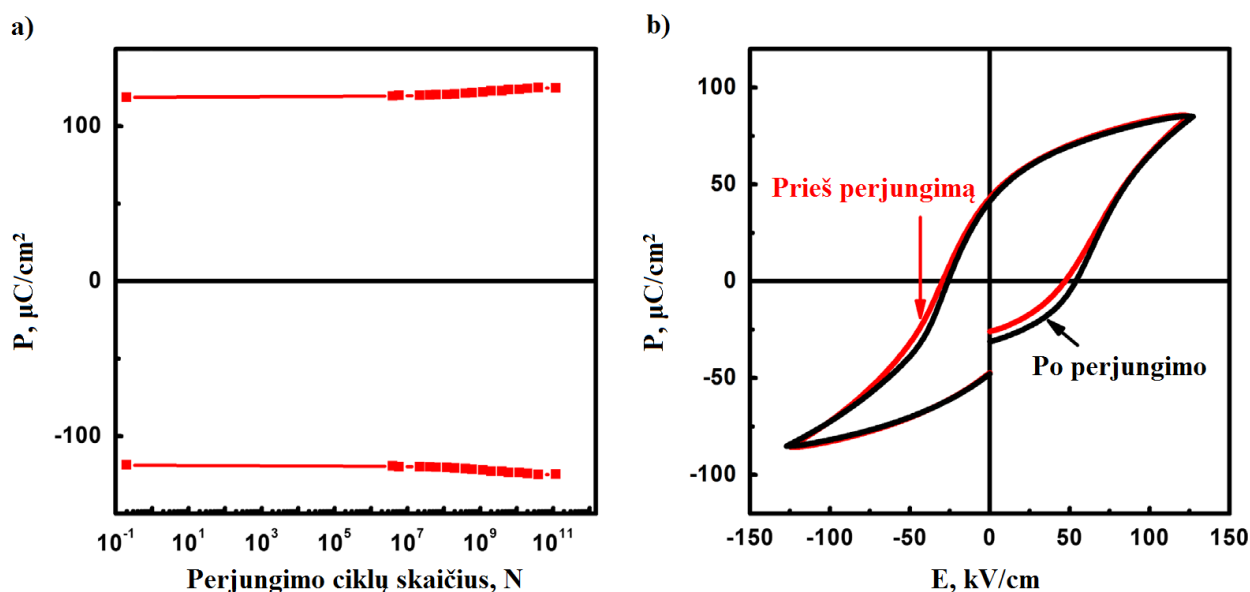 a)
P, μC/cm²
100
0
-100
10⁻¹ 10¹ 10³ 10⁵ 10⁷ 10⁹ 10¹¹
Perjungimo ciklų skaičius, N
b)
P, μC/cm²
100
50
0
-50
-100
Prieš perjungimą
Po perjungimo
-150 -100 -50 0 50 100 150
E, kV/cm